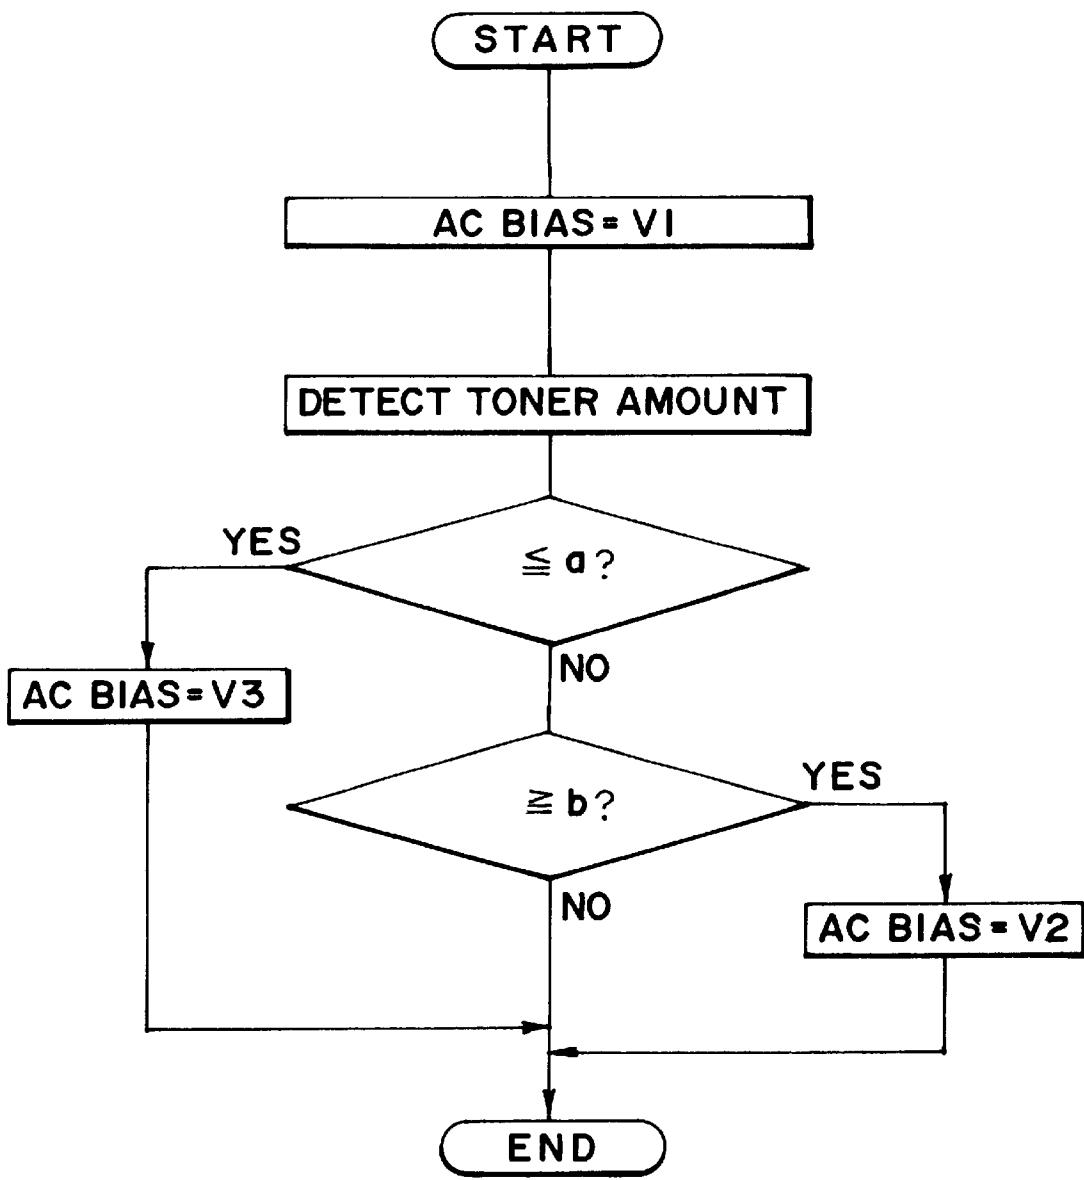 START
AC BIAS = V1
DETECT TONER AMOUNT
YES
≦ a ?
NO
AC BIAS = V3
YES
≧ b ?
NO
AC BIAS = V2
END